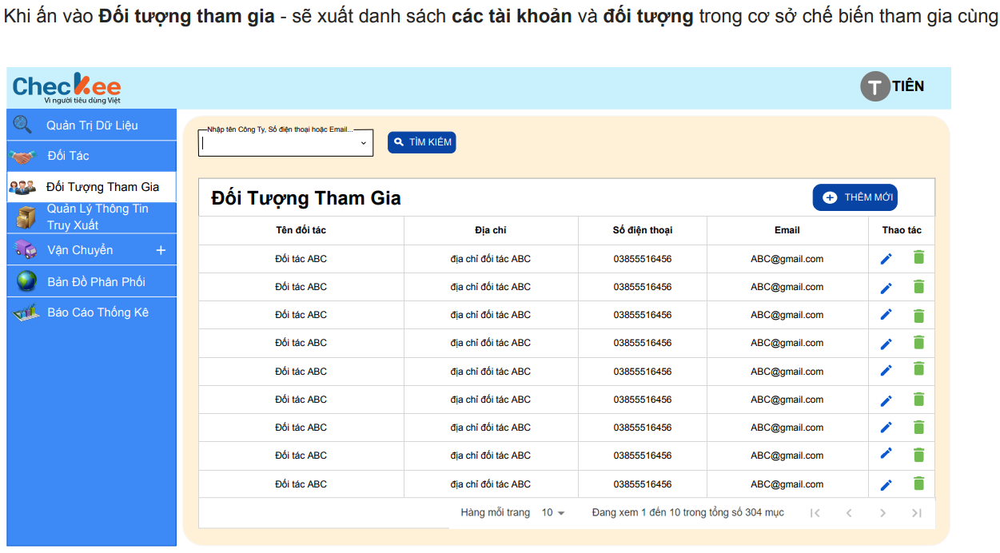 Khi ấn vào Đối tượng tham gia - sẽ xuất danh sách các tài khoản và đối tượng trong cơ sở chế biến tham gia cùng
Checkee
Vì người tiêu dùng Việt
T TIÊN
Quản Trị Dữ Liệu
Đối Tác
Đối Tượng Tham Gia
Quản Lý Thông Tin
Truy Xuất
Vận Chuyển +
Bản Đồ Phân Phối
Báo Cáo Thống Kê
Nhập tên Công Ty, Số điện thoại hoặc Email...
TÌM KIẾM
Đối Tượng Tham Gia
THÊM MỚI
Tên đối tác Địa chỉ Số điện thoại Email Thao tác
Đối tác ABC địa chỉ đối tác ABC 03855516456 ABC@gmail.com
Đối tác ABC địa chỉ đối tác ABC 03855516456 ABC@gmail.com
Đối tác ABC địa chỉ đối tác ABC 03855516456 ABC@gmail.com
Đối tác ABC địa chỉ đối tác ABC 03855516456 ABC@gmail.com
Đối tác ABC địa chỉ đối tác ABC 03855516456 ABC@gmail.com
Đối tác ABC địa chỉ đối tác ABC 03855516456 ABC@gmail.com
Đối tác ABC địa chỉ đối tác ABC 03855516456 ABC@gmail.com
Đối tác ABC địa chỉ đối tác ABC 03855516456 ABC@gmail.com
Đối tác ABC địa chỉ đối tác ABC 03855516456 ABC@gmail.com
Hàng mỗi trang 10 Đang xem 1 đến 10 trong tổng số 304 mục